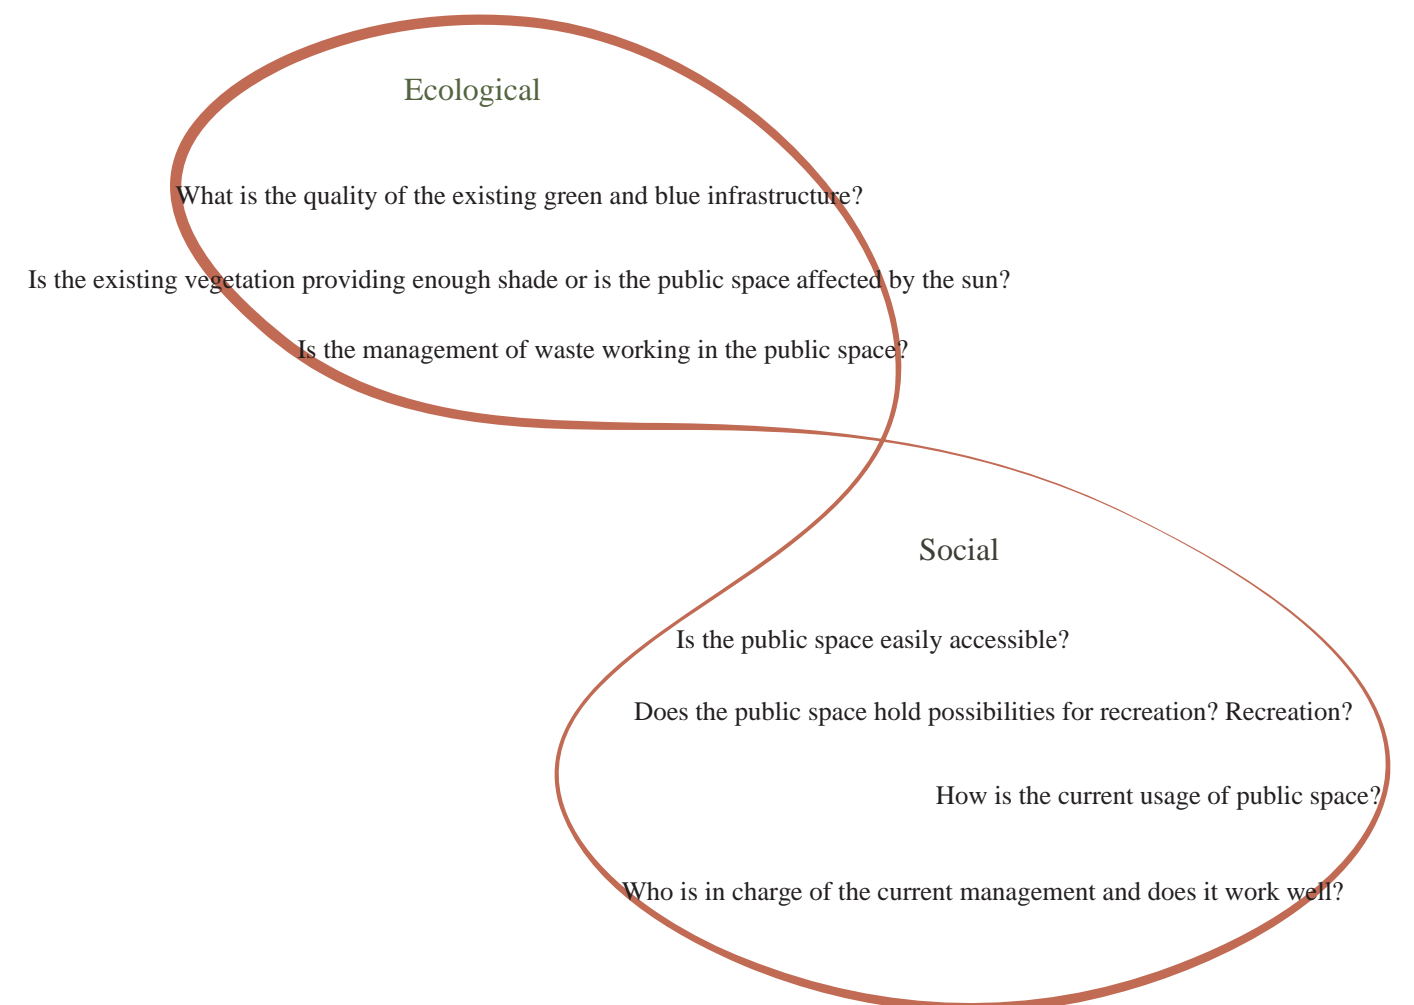 Ecological
What is the quality of the existing green and blue infrastructure?
Is the existing vegetation providing enough shade or is the public space affected by the sun?
Is the management of waste working in the public space?
Social
Is the public space easily accessible?
Does the public space hold possibilities for recreation? Recreation?
How is the current usage of public space?
Who is in charge of the current management and does it work well?